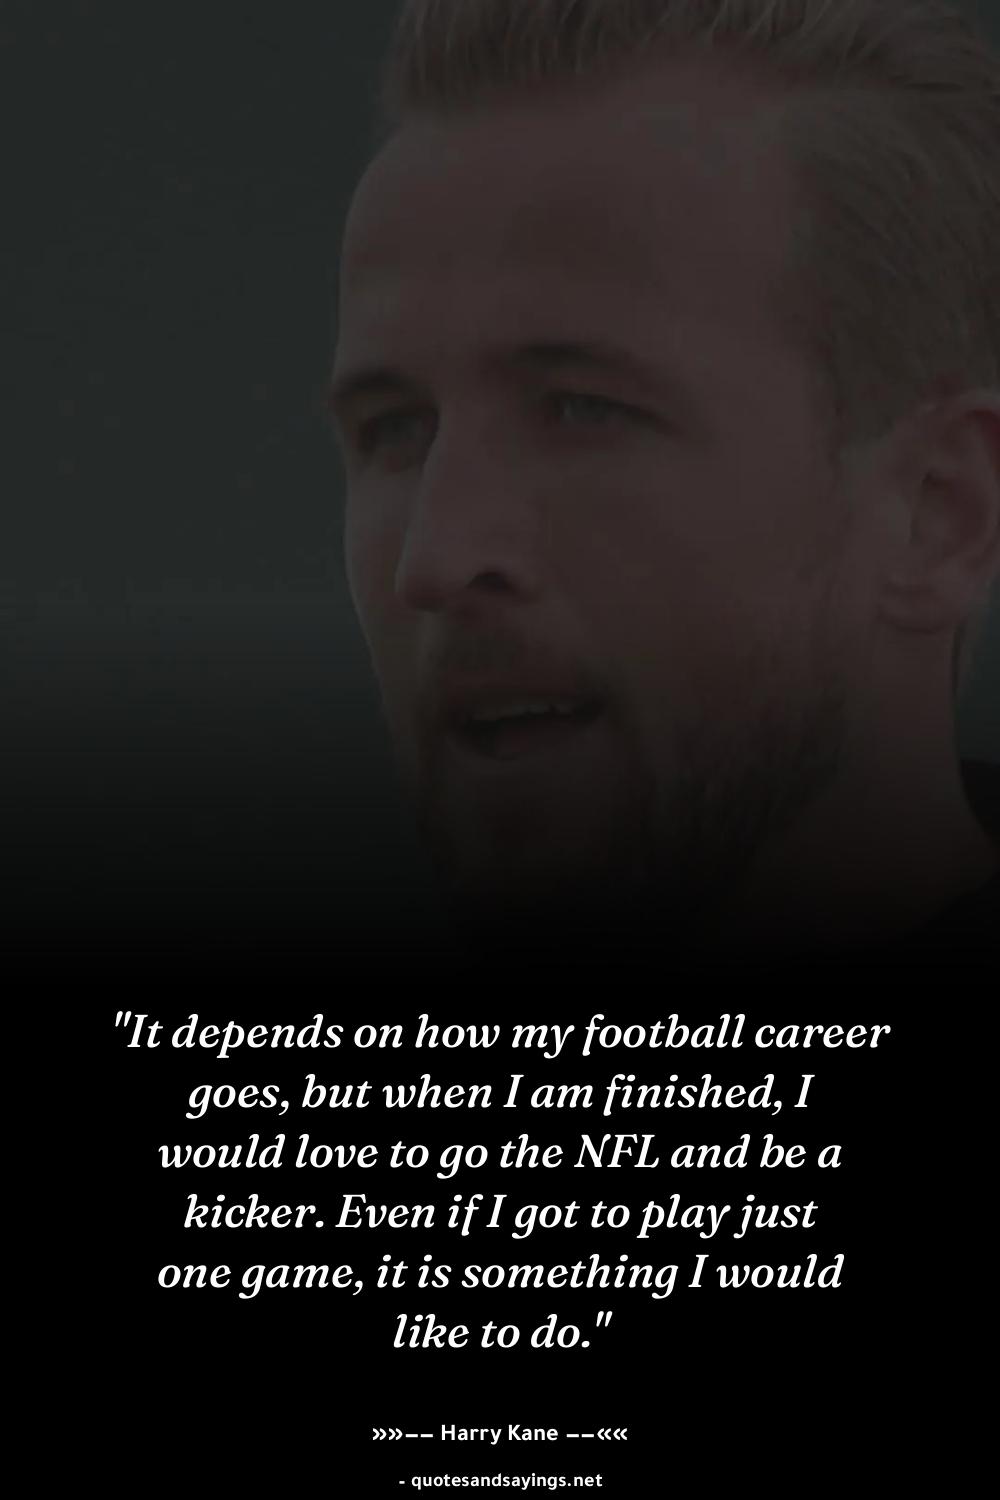 "It depends on how my football career
goes, but when I am finished, I
would love to go the NFL and be a
kicker. Even if I got to play just
one game, it is something I would
like to do."
»»−− Harry Kane −−««
- quotesandsayings.net